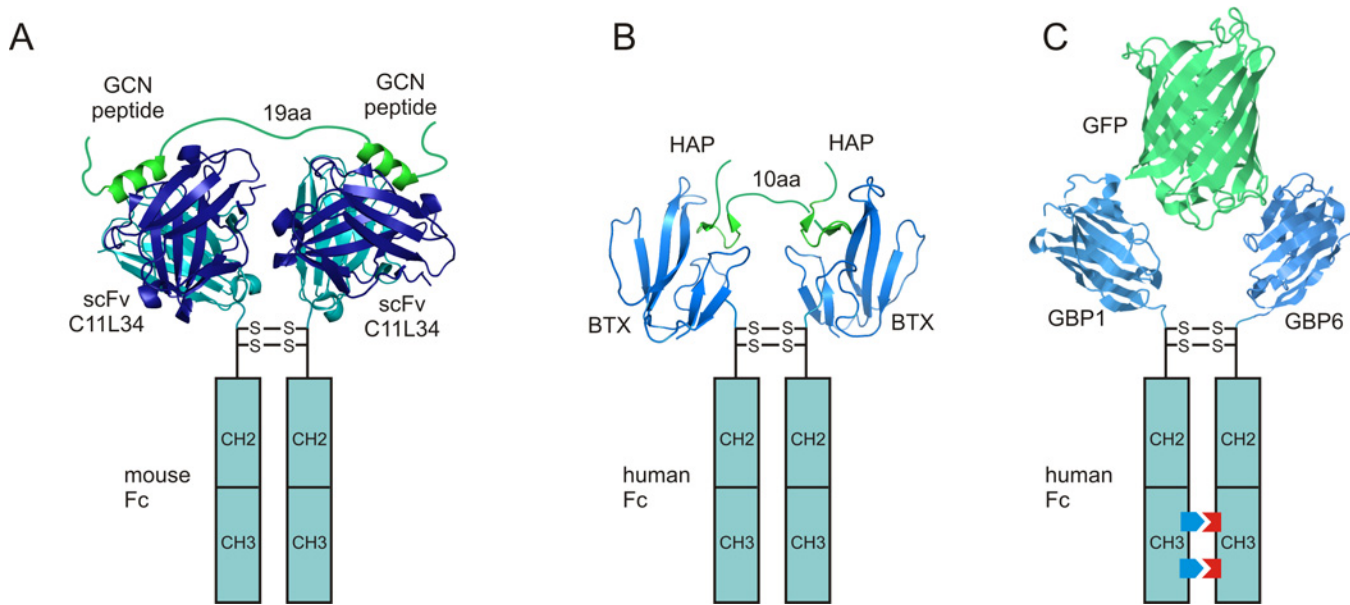 A
GCN
peptide
19aa
GCN
peptide
scFv
C11L34
scFv
C11L34
S S
S S
CH2
CH2
mouse
Fc
CH3
CH3
B
HAP
HAP
10aa
BTX
BTX
S S
S S
CH2
CH2
human
Fc
CH3
CH3
C
GFP
GBP1
GBP6
S S
S S
CH2
CH2
human
Fc
CH3
CH3